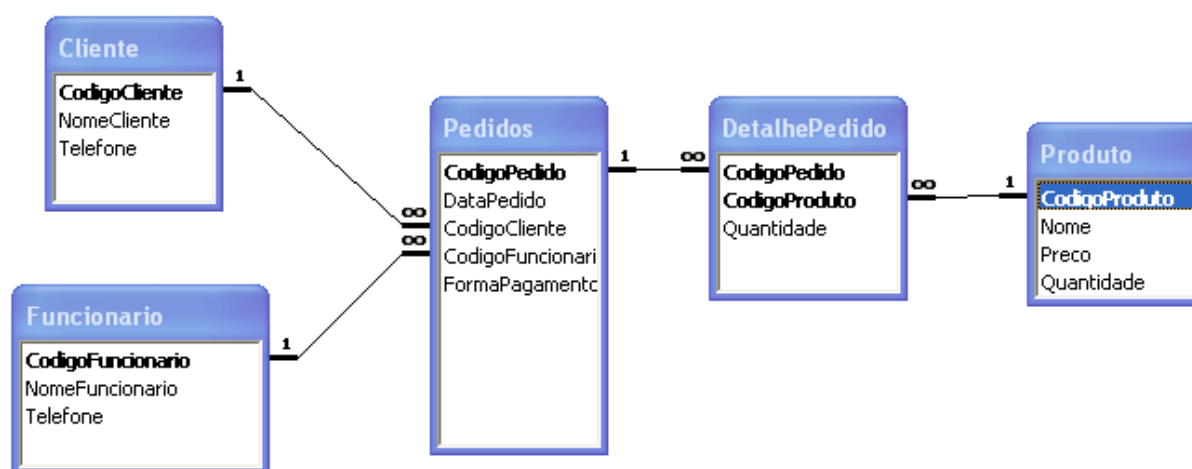 Cliente
CodigoCliente
NomeCliente
Telefone
1
Funcionario
CodigoFuncionario
NomeFuncionario
Telefone
1
Pedidos
CodigoPedido
DataPedido
CodigoCliente
CodigoFuncionari
FormaPagamentc
∞
∞
1
DetalhePedido
CodigoPedido
CodigoProduto
Quantidade
∞
∞
Produto
CodigoProduto
Nome
Preco
Quantidade
1